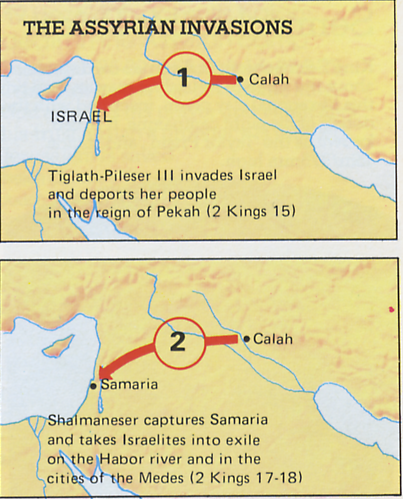 THE ASSYRIAN INVASIONS
1
Calah
ISRAEL
Tiglath-Pileser III invades Israel
and deports her people
in the reign of Pekah (2 Kings 15)
2
Calah
Samaria
Shalmaneser captures Samaria
and takes Israelites into exile
on the Habor river and in the
cities of the Medes (2 Kings 17-18)